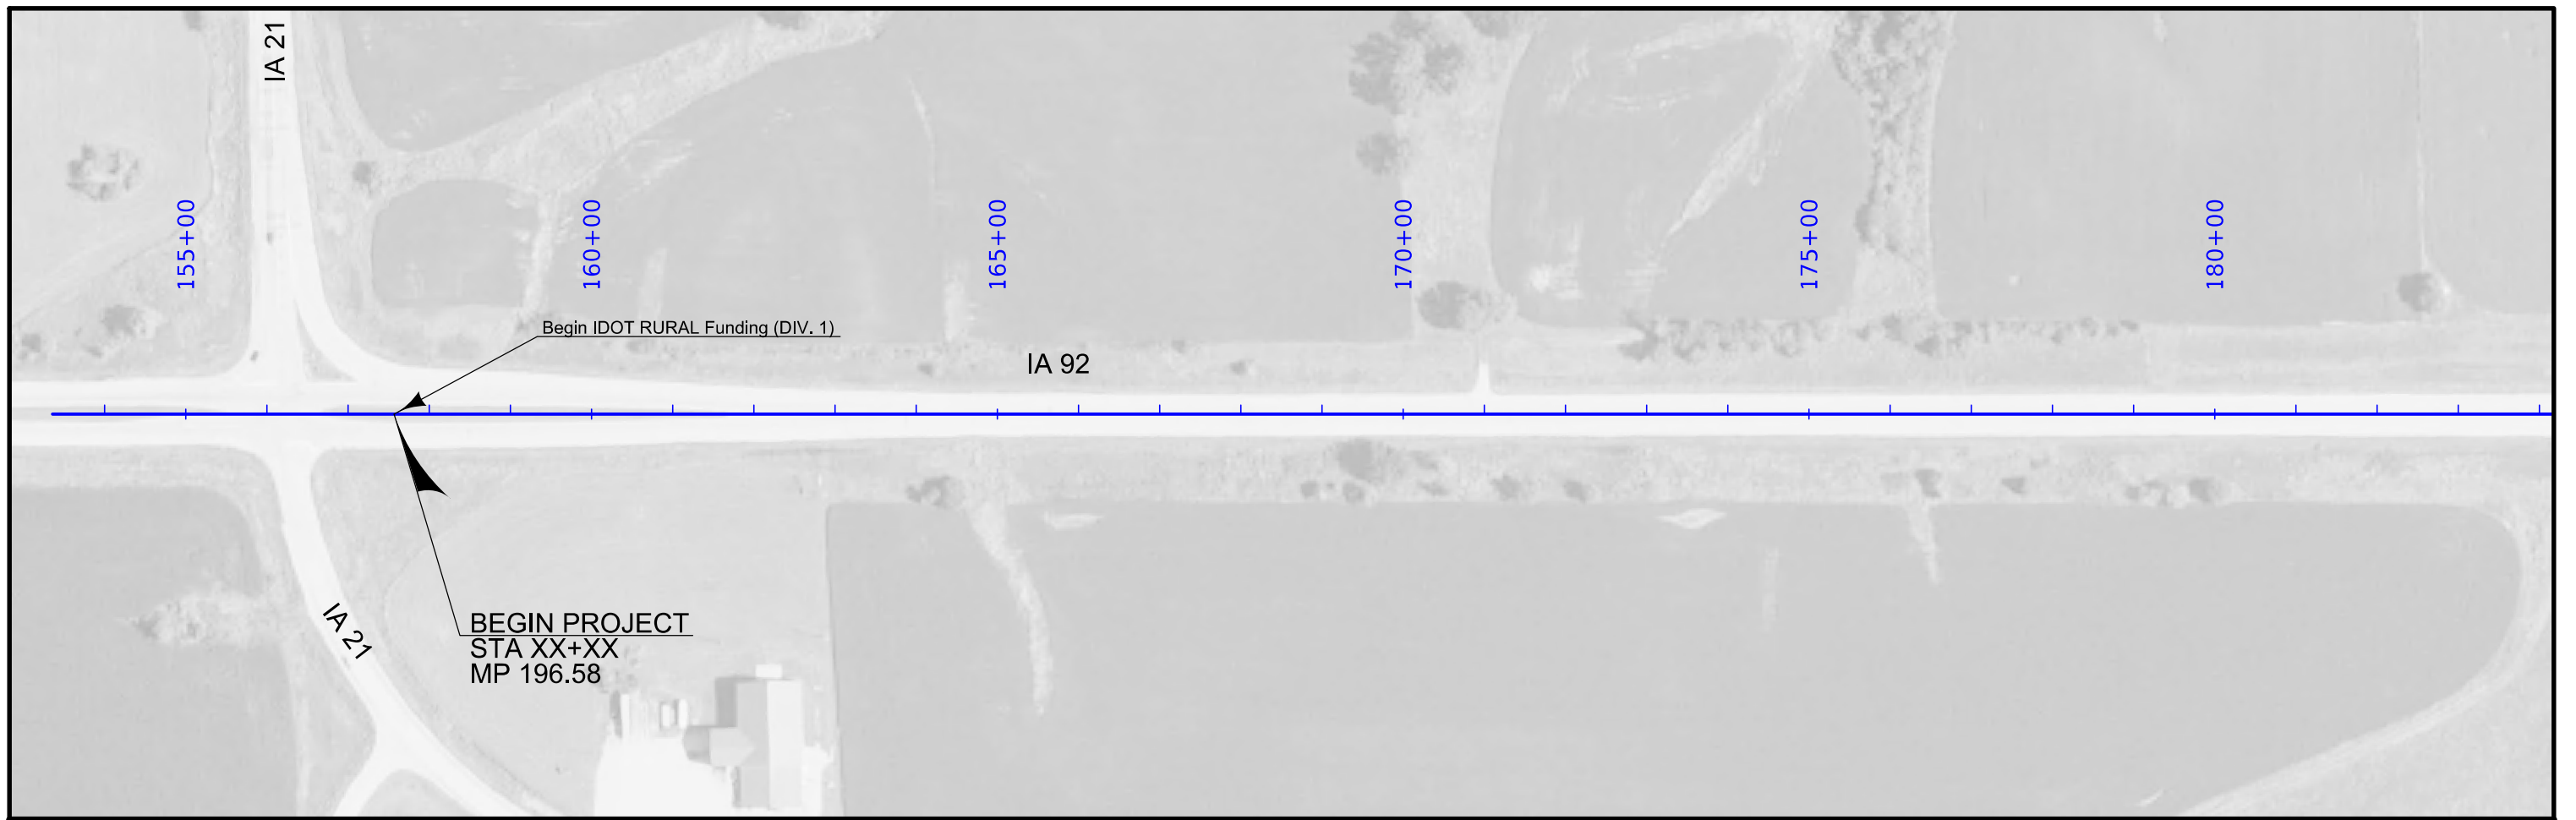 IA 21
155+00
160+00
165+00
170+00
175+00
180+00
Begin IDOT RURAL Funding (DIV. 1)
IA 92
IA 21
BEGIN PROJECT
STA XX+XX
MP 196.58